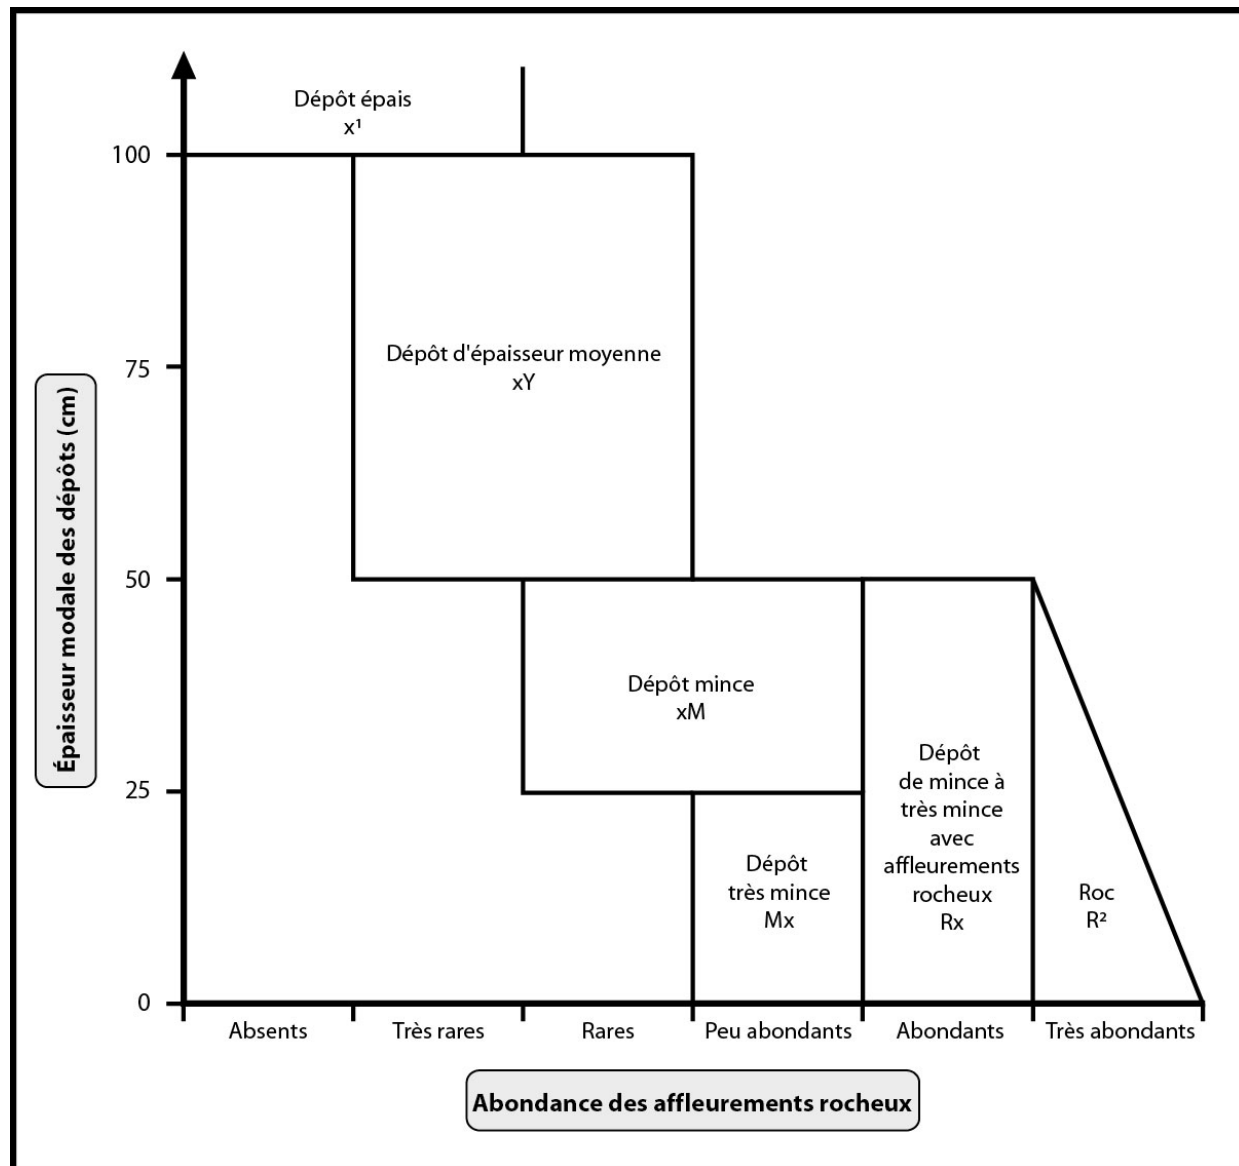 Dépôt épais
x¹
100
Dépôt d'épaisseur moyenne
xY
75
Épaisseur modale des dépôts (cm)
50
Dépôt mince
xM
25
Dépôt
très mince
Mx
Dépôt
de mince à
très mince
avec
affleurements
rocheux
Rx
Roc
R²
0
Absents
Très rares
Rares
Peu abondants
Abondants
Très abondants
Abondance des affleurements rocheux